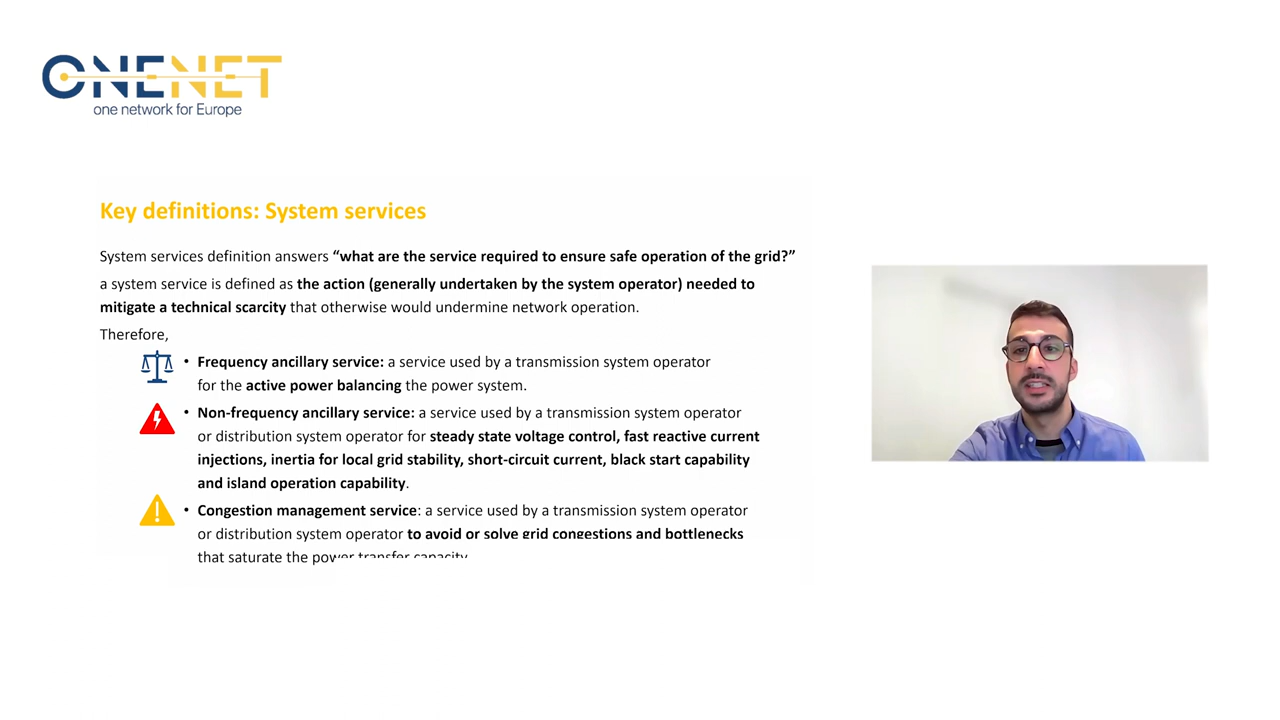 ONENET
one network for Europe
Key definitions: System services
System services definition answers “what are the service required to ensure safe operation of the grid?”
a system service is defined as the action (generally undertaken by the system operator) needed to
mitigate a technical scarcity that otherwise would undermine network operation.
Therefore,
• Frequency ancillary service: a service used by a transmission system operator
for the active power balancing the power system.
• Non-frequency ancillary service: a service used by a transmission system operator
or distribution system operator for steady state voltage control, fast reactive current
injections, inertia for local grid stability, short-circuit current, black start capability
and island operation capability.
• Congestion management service: a service used by a transmission system operator
or distribution system operator to avoid or solve grid congestions and bottlenecks
that saturate the power transfer capacity.